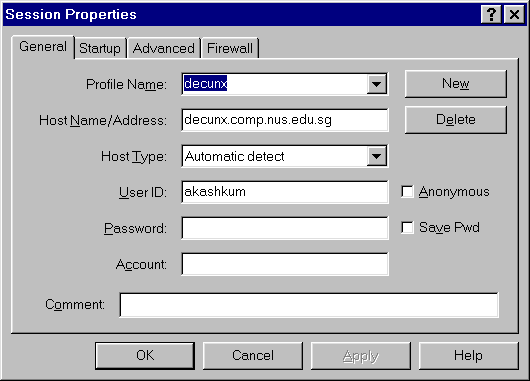 Session Properties
General Startup Advanced Firewall
Profile Name: decunx New
Host Name/Address: decunx.comp.nus.edu.sg Delete
Host Type: Automatic detect
User ID: akashkum Anonymous
Password: Save Pwd
Account:
Comment:
OK Cancel Apply Help